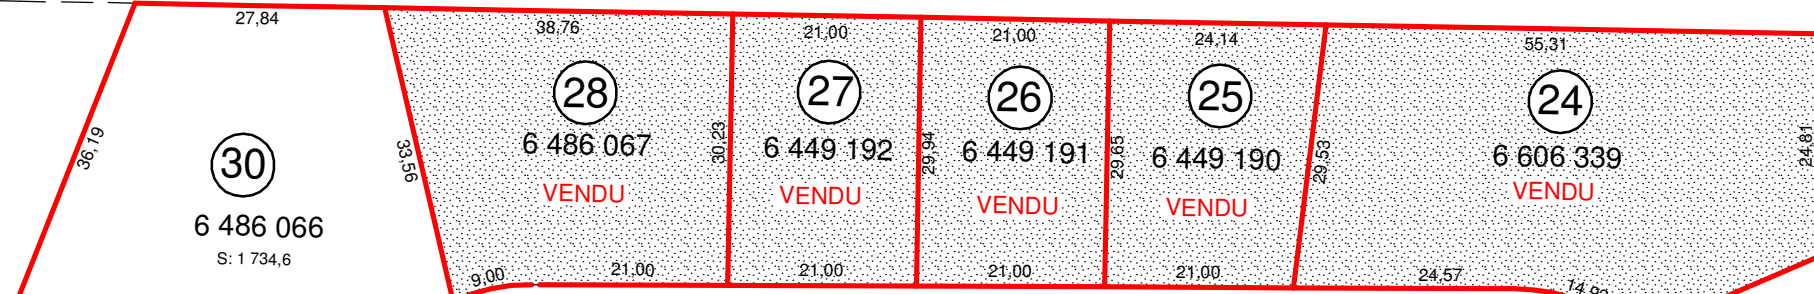 27,84
36,19
30
6 486 066
S: 1 734,6
33,56
38,76
28
6 486 067
VENDU
9,00
21,00
30,23
21,00
27
6 449 192
VENDU
21,00
29,94
21,00
26
6 449 191
VENDU
21,00
29,65
24,14
25
6 449 190
VENDU
21,00
29,53
55,31
24
6 606 339
VENDU
24,57
24,81